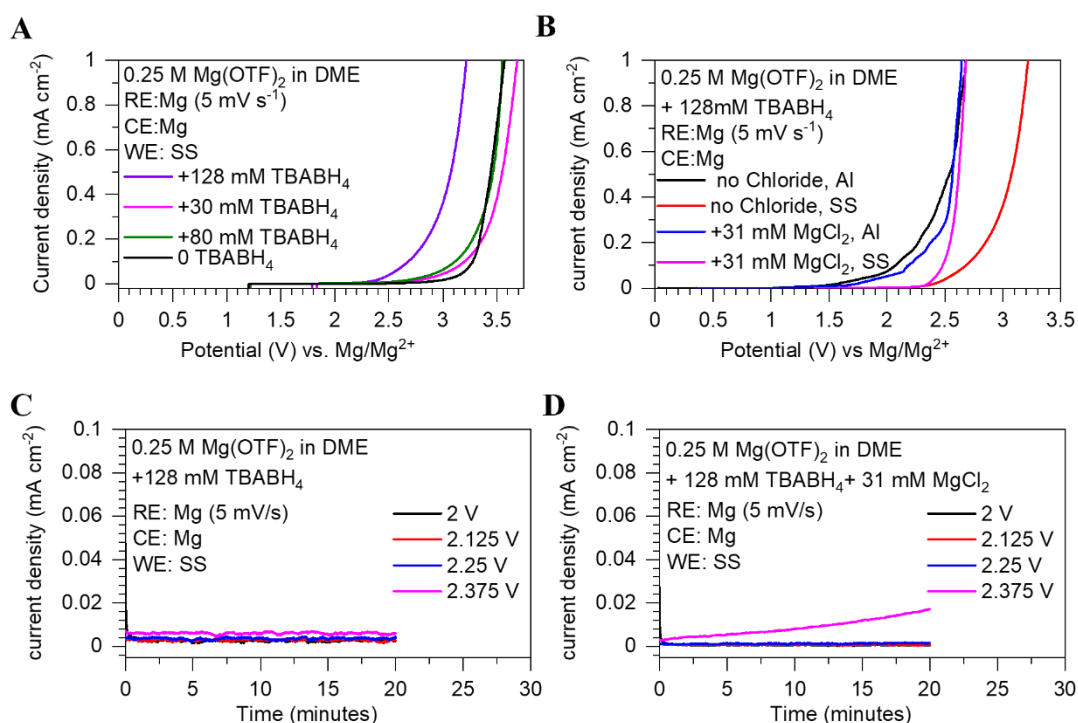 A
0.25 M Mg(OTF)₂ in DME
RE:Mg (5 mV s⁻¹)
CE:Mg
WE: SS
+128 mM TBABH₄
+30 mM TBABH₄
+80 mM TBABH₄
0 TBABH₄
Current density (mA cm⁻²)
1
0.8
0.6
0.4
0.2
0
0 0.5 1 1.5 2 2.5 3 3.5
Potential (V) vs. Mg/Mg²⁺
B
0.25 M Mg(OTF)₂ in DME
+ 128mM TBABH₄
RE:Mg (5 mV s⁻¹)
CE:Mg
no Chloride, Al
no Chloride, SS
+31 mM MgCl₂, Al
+31 mM MgCl₂, SS
current density (mA cm⁻²)
1
0.8
0.6
0.4
0.2
0
0 0.5 1 1.5 2 2.5 3 3.5
Potential (V) vs Mg/Mg²⁺
C
0.25 M Mg(OTF)₂ in DME
+128 mM TBABH₄
RE: Mg (5 mV/s)
CE: Mg
WE: SS
2 V
2.125 V
2.25 V
2.375 V
current density (mA cm⁻²)
0.1
0.08
0.06
0.04
0.02
0
0 5 10 15 20 25 30
Time (minutes)
D
0.25 M Mg(OTF)₂ in DME
+ 128 mM TBABH₄+ 31 mM MgCl₂
RE: Mg (5 mV/s)
CE: Mg
WE: SS
2 V
2.125 V
2.25 V
2.375 V
current density (mA cm⁻²)
0.1
0.08
0.06
0.04
0.02
0
0 5 10 15 20 25 30
Time (minutes)